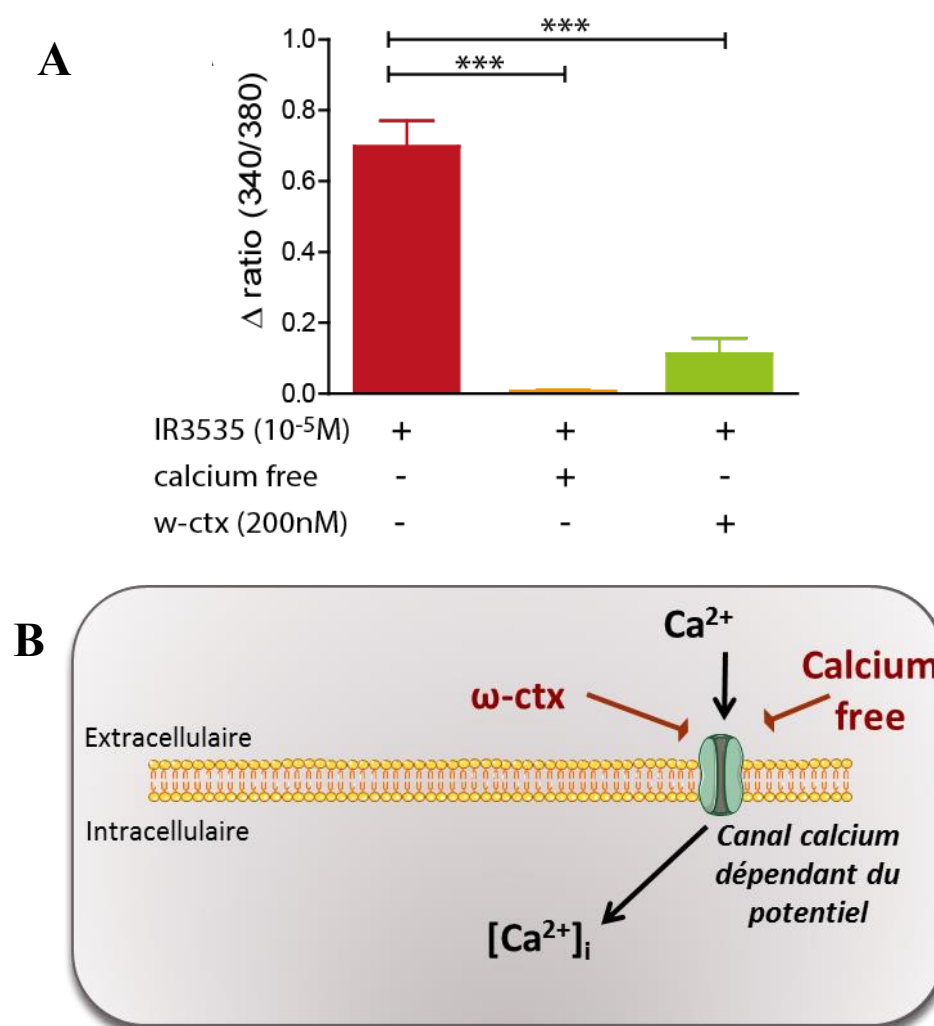 A
***
***
1.0
0.8
0.6
0.4
0.2
0.0
Δ ratio (340/380)
IR3535 (10⁻⁵M) + + +
calcium free - + -
w-ctx (200nM) - - +
B
Ca²⁺
ω-ctx
Calcium
free
Extracellulaire
Intracellulaire
Canal calcium
dépendant du
potentiel
[Ca²⁺]ᵢ